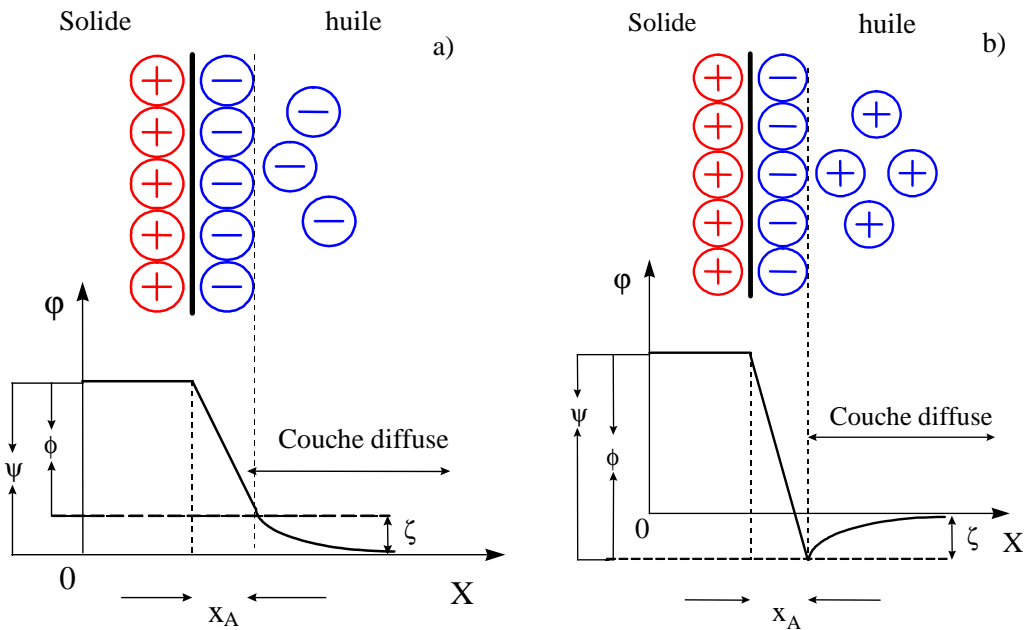 Solide
huile
a)
φ
ψ
ϕ
Couche diffuse
ζ
0
X
x_A
Solide
huile
b)
φ
ψ
ϕ
Couche diffuse
0
ζ
X
x_A